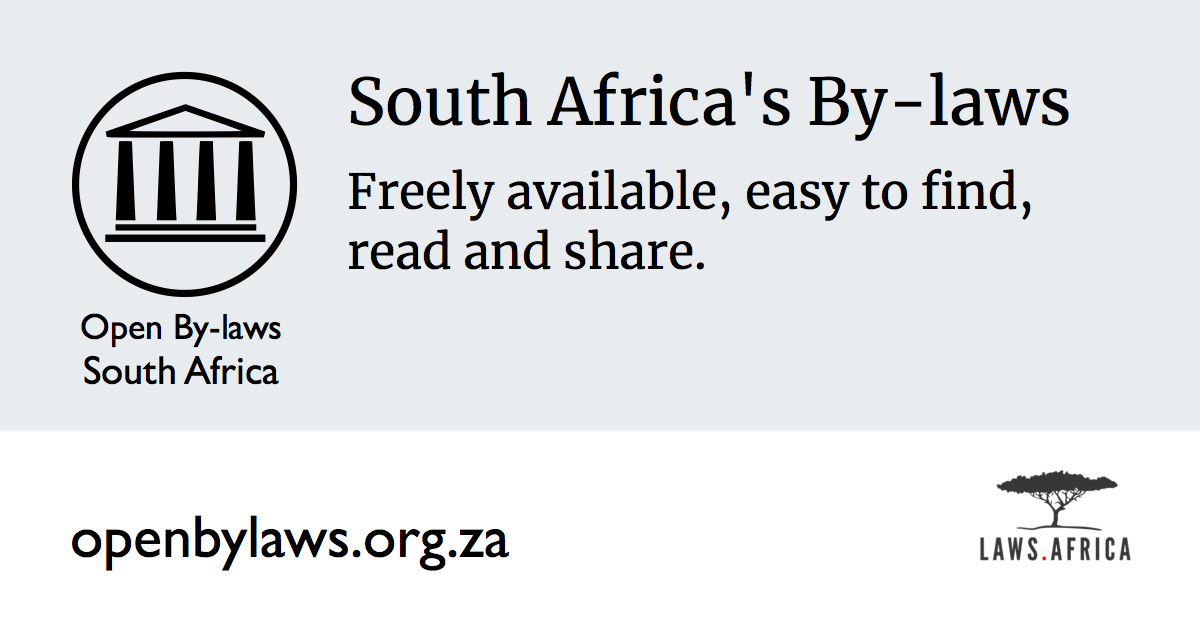 South Africa's By-laws
Freely available, easy to find,
read and share.
Open By-laws
South Africa
openbylaws.org.za
LAWS.AFRICA